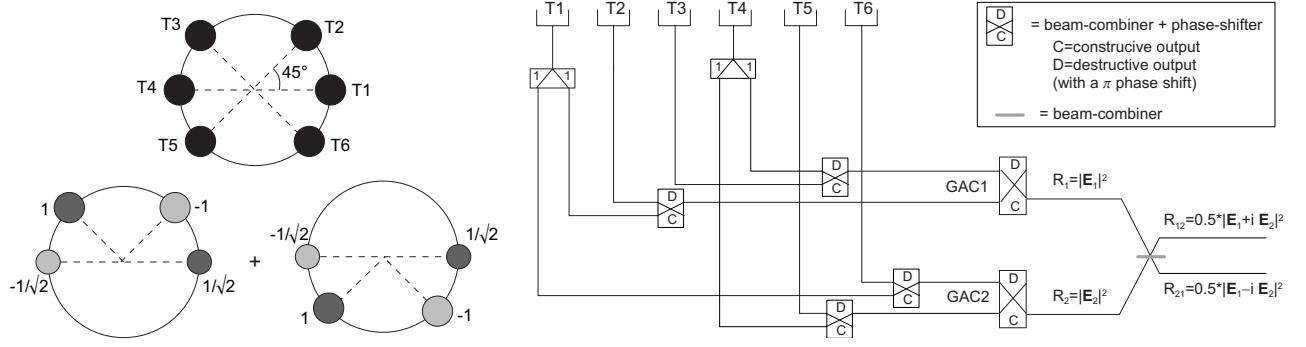 T3
T2
45°
T4
T1
T5
T6
1
-1
-1/√2
1/√2
+
-1/√2
1/√2
1
-1
T1 T2 T3 T4 T5 T6
1 1
1 1
D
C
D
C
D
C
D
C
GAC1
D
C
GAC2
D
C
R₁=|E₁|²
R₂=|E₂|²
R₁₂=0.5*|E₁+i E₂|²
R₂₁=0.5*|E₁−i E₂|²
D
C
= beam-combiner + phase-shifter
C=construcive output
D=destructive output
(with a π phase shift)
= beam-combiner